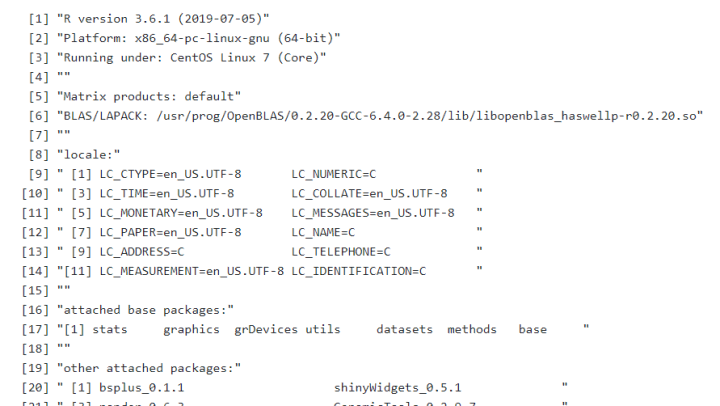 [1] "R version 3.6.1 (2019-07-05)"
[2] "Platform: x86_64-pc-linux-gnu (64-bit)"
[3] "Running under: CentOS Linux 7 (Core)"
[4] ""
[5] "Matrix products: default"
[6] "BLAS/LAPACK: /usr/prog/OpenBLAS/0.2.20-GCC-6.4.0-2.28/lib/libopenblas_haswellp-r0.2.20.so"
[7] ""
[8] "locale:"
[9] " [1] LC_CTYPE=en_US.UTF-8       LC_NUMERIC=C              "
[10] " [3] LC_TIME=en_US.UTF-8        LC_COLLATE=en_US.UTF-8    "
[11] " [5] LC_MONETARY=en_US.UTF-8    LC_MESSAGES=en_US.UTF-8   "
[12] " [7] LC_PAPER=en_US.UTF-8       LC_NAME=C                 "
[13] " [9] LC_ADDRESS=C               LC_TELEPHONE=C            "
[14] "[11] LC_MEASUREMENT=en_US.UTF-8 LC_IDENTIFICATION=C       "
[15] ""
[16] "attached base packages:"
[17] "[1] stats     graphics  grDevices utils     datasets  methods   base      "
[18] ""
[19] "other attached packages:"
[20] " [1] bsplus_0.1.1                     shinyWidgets_0.5.1              "